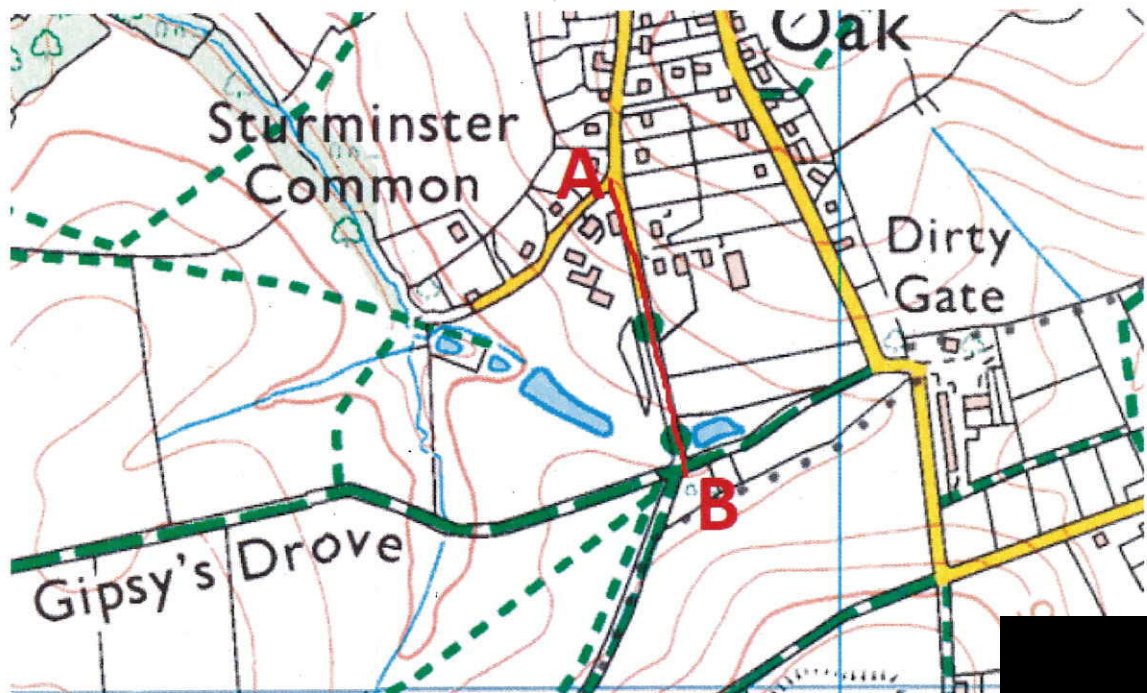 Oak
Sturminster
Common
A
Dirty
Gate
B
Gipsy's Drove